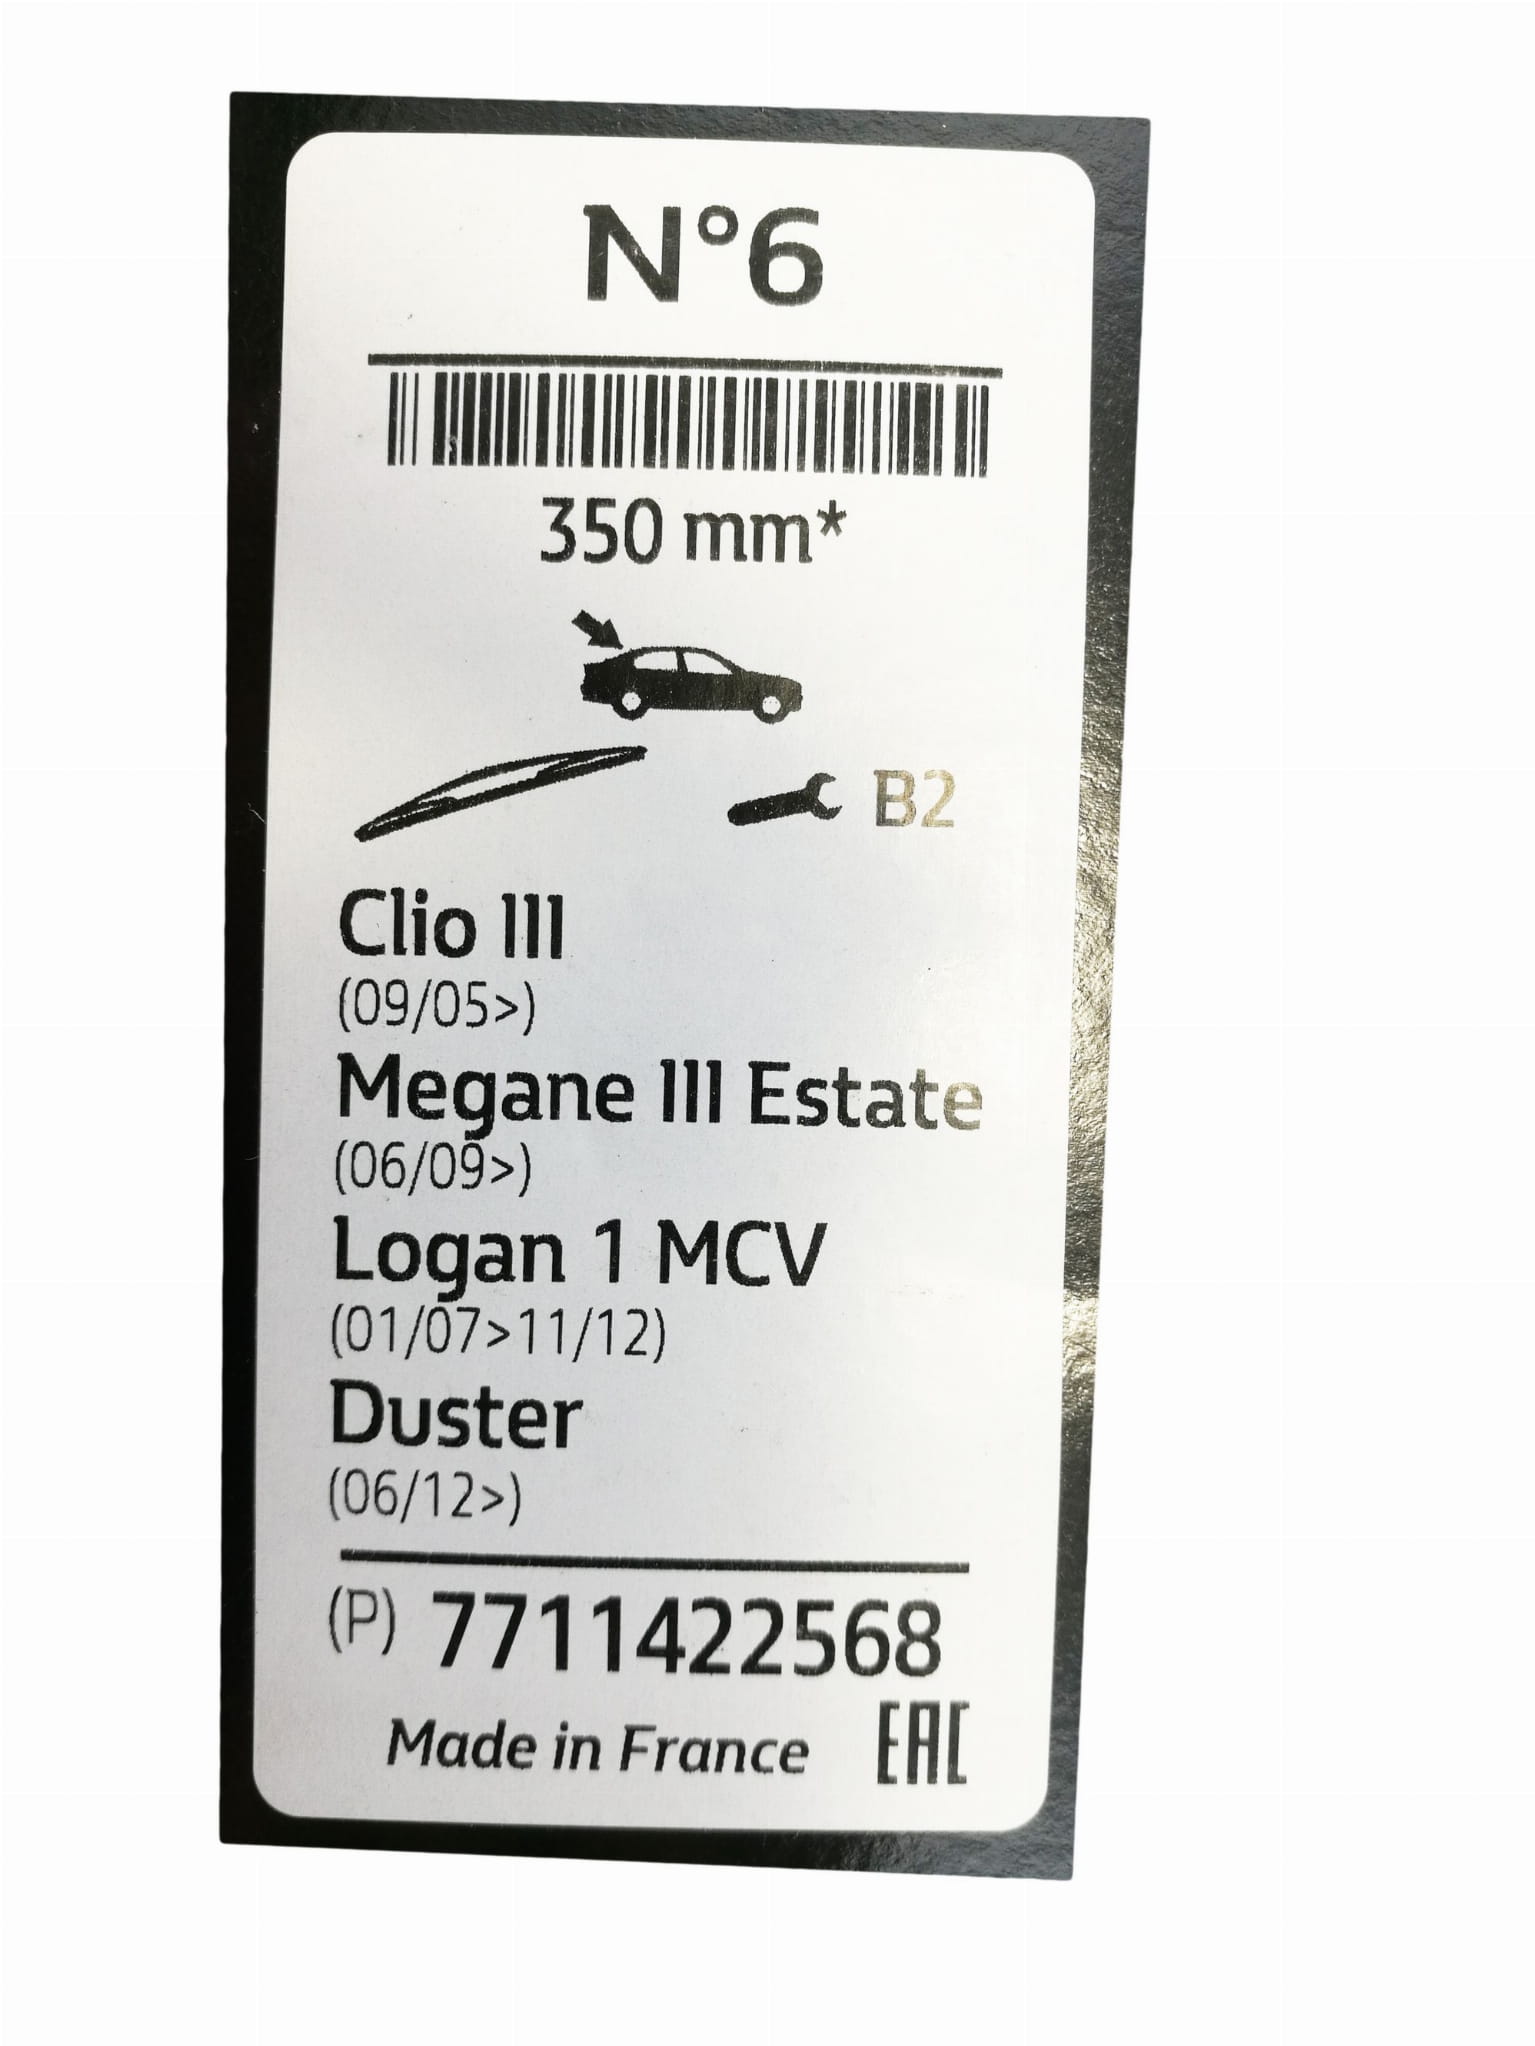 N°6
350 mm*
B2
Clio III
(09/05>)
Megane III Estate
(06/09>)
Logan 1 MCV
(01/07>11/12)
Duster
(06/12>)
(P) 7711422568
Made in France EAC